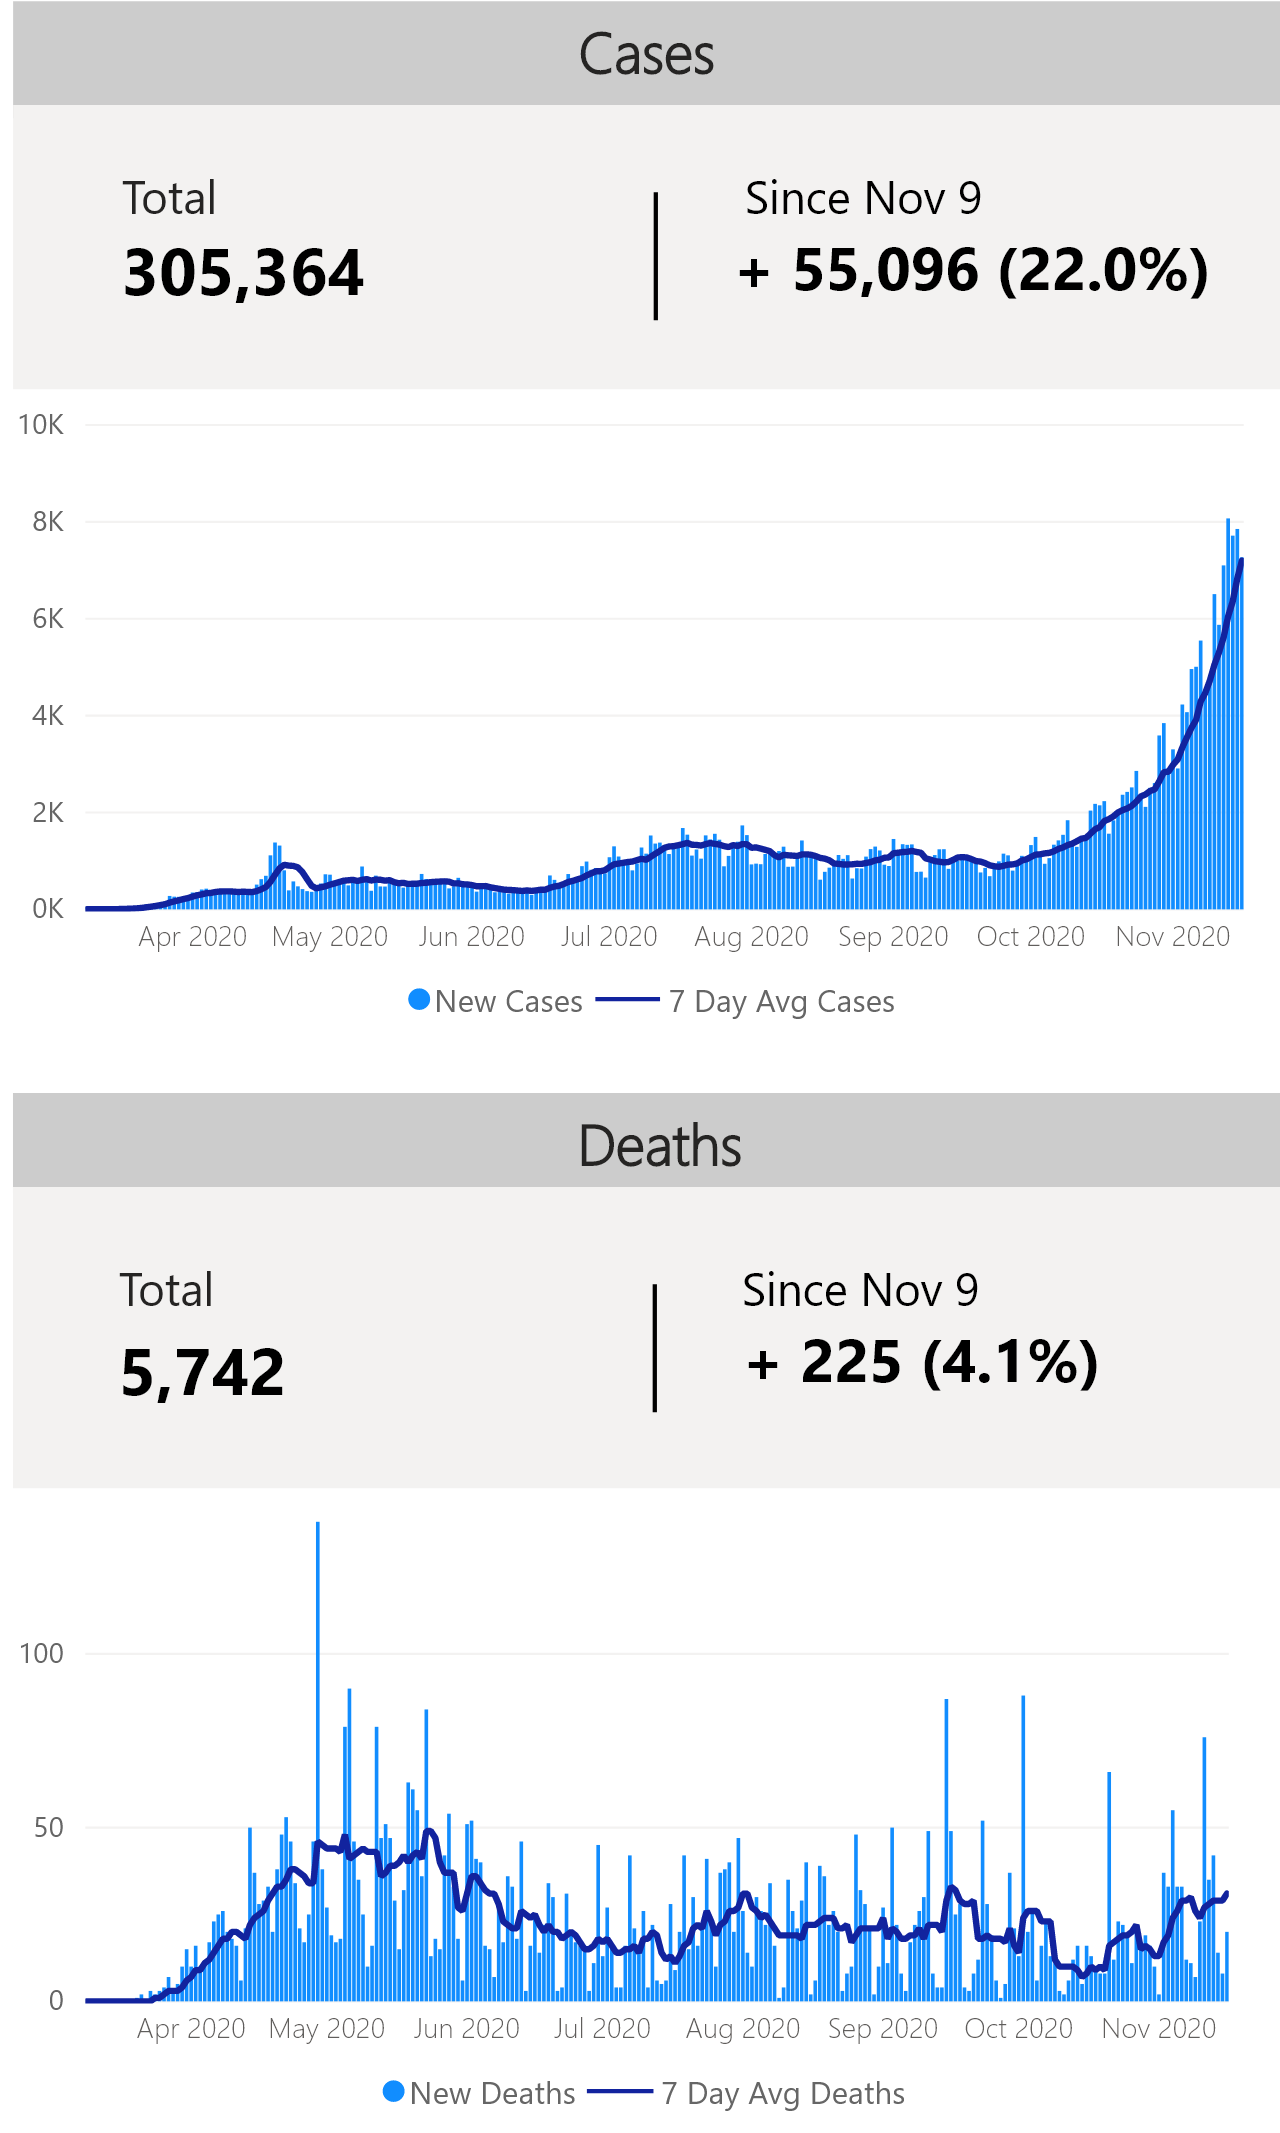 Cases
Total
Since Nov 9
305,364
+ 55,096 (22.0%)
10K
8K
6K
4K
2K
0K
Apr 2020 May 2020 Jun 2020 Jul 2020 Aug 2020 Sep 2020 Oct 2020 Nov 2020
New Cases 7 Day Avg Cases
Deaths
Total
Since Nov 9
5,742
+ 225 (4.1%)
100
50
0
Apr 2020 May 2020 Jun 2020 Jul 2020 Aug 2020 Sep 2020 Oct 2020 Nov 2020
New Deaths 7 Day Avg Deaths